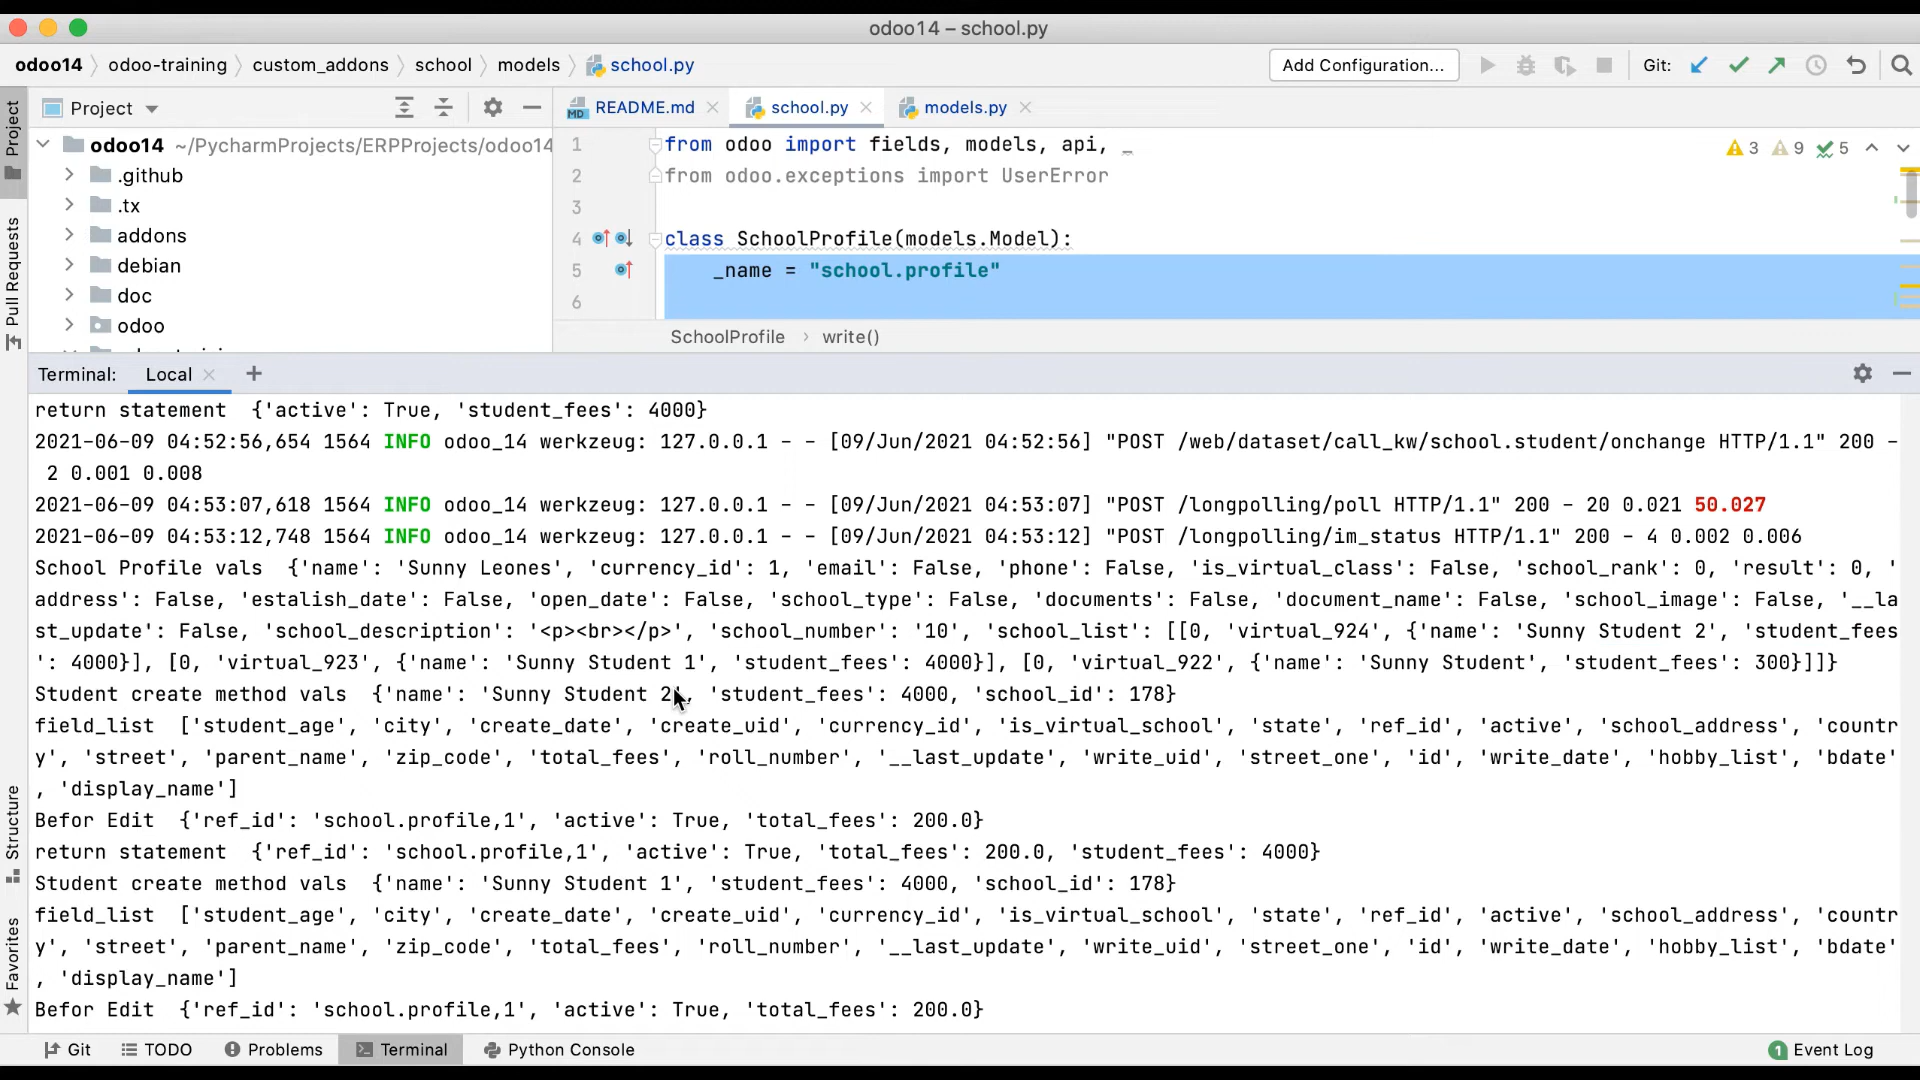 odoo14 – school.py
odoo14 odoo-training custom_addons school models school.py
Add Configuration...
Git:
Project
Project
Pull Requests
odoo14 ~/PycharmProjects/ERPProjects/odoo14
.github
.tx
addons
debian
doc
odoo
README.md
school.py
models.py
1 from odoo import fields, models, api, _
2 from odoo.exceptions import UserError
3
4 class SchoolProfile(models.Model):
5 _name = "school.profile"
6
3 9 5
SchoolProfile › write()
Terminal: Local
return statement  {'active': True, 'student_fees': 4000}
2021-06-09 04:52:56,654 1564 INFO odoo_14 werkzeug: 127.0.0.1 - - [09/Jun/2021 04:52:56] "POST /web/dataset/call_kw/school.student/onchange HTTP/1.1" 200 -
2 0.001 0.008
2021-06-09 04:53:07,618 1564 INFO odoo_14 werkzeug: 127.0.0.1 - - [09/Jun/2021 04:53:07] "POST /longpolling/poll HTTP/1.1" 200 - 20 0.021 50.027
2021-06-09 04:53:12,748 1564 INFO odoo_14 werkzeug: 127.0.0.1 - - [09/Jun/2021 04:53:12] "POST /longpolling/im_status HTTP/1.1" 200 - 4 0.002 0.006
School Profile vals  {'name': 'Sunny Leones', 'currency_id': 1, 'email': False, 'phone': False, 'is_virtual_class': False, 'school_rank': 0, 'result': 0, '
address': False, 'estalish_date': False, 'open_date': False, 'school_type': False, 'documents': False, 'document_name': False, 'school_image': False, '__la
st_update': False, 'school_description': '<p><br></p>', 'school_number': '10', 'school_list': [[0, 'virtual_924', {'name': 'Sunny Student 2', 'student_fees
': 4000}], [0, 'virtual_923', {'name': 'Sunny Student 1', 'student_fees': 4000}], [0, 'virtual_922', {'name': 'Sunny Student', 'student_fees': 300}]]}
Student create method vals  {'name': 'Sunny Student 2', 'student_fees': 4000, 'school_id': 178}
field_list  ['student_age', 'city', 'create_date', 'create_uid', 'currency_id', 'is_virtual_school', 'state', 'ref_id', 'active', 'school_address', 'countr
y', 'street', 'parent_name', 'zip_code', 'total_fees', 'roll_number', '__last_update', 'write_uid', 'street_one', 'id', 'write_date', 'hobby_list', 'bdate'
, 'display_name']
Befor Edit  {'ref_id': 'school.profile,1', 'active': True, 'total_fees': 200.0}
return statement  {'ref_id': 'school.profile,1', 'active': True, 'total_fees': 200.0, 'student_fees': 4000}
Student create method vals  {'name': 'Sunny Student 1', 'student_fees': 4000, 'school_id': 178}
field_list  ['student_age', 'city', 'create_date', 'create_uid', 'currency_id', 'is_virtual_school', 'state', 'ref_id', 'active', 'school_address', 'countr
y', 'street', 'parent_name', 'zip_code', 'total_fees', 'roll_number', '__last_update', 'write_uid', 'street_one', 'id', 'write_date', 'hobby_list', 'bdate'
, 'display_name']
Befor Edit  {'ref_id': 'school.profile,1', 'active': True, 'total_fees': 200.0}
Structure
Favorites
Git TODO Problems Terminal Python Console
1 Event Log